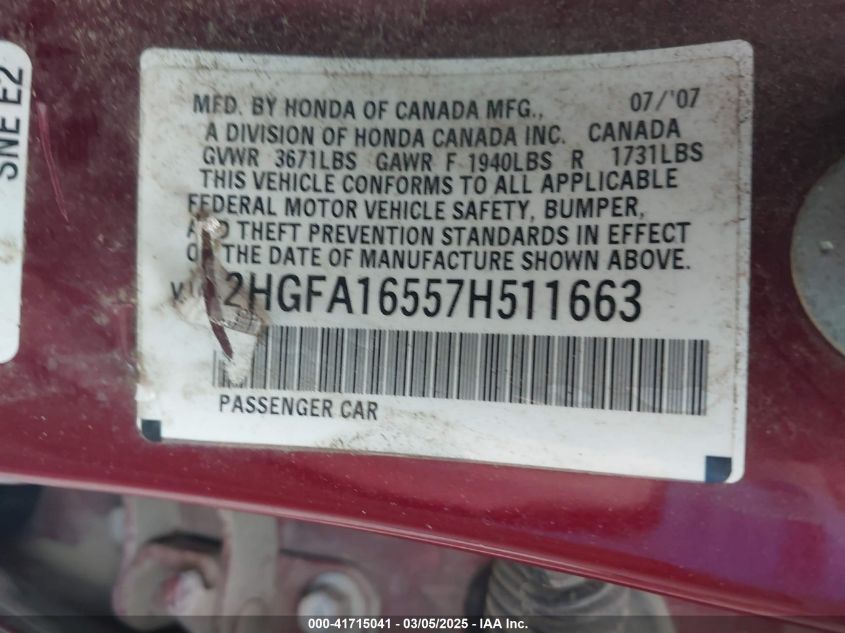 SNE E2
MFD. BY HONDA OF CANADA MFG., 07/'07
A DIVISION OF HONDA CANADA INC. CANADA
GVWR 3671LBS GAWR F 1940LBS R 1731LBS
THIS VEHICLE CONFORMS TO ALL APPLICABLE
FEDERAL MOTOR VEHICLE SAFETY, BUMPER,
AND THEFT PREVENTION STANDARDS IN EFFECT
ON THE DATE OF MANUFACTURE SHOWN ABOVE.
2HGFA16557H511663
PASSENGER CAR
000-41715041 - 03/05/2025 - IAA Inc.